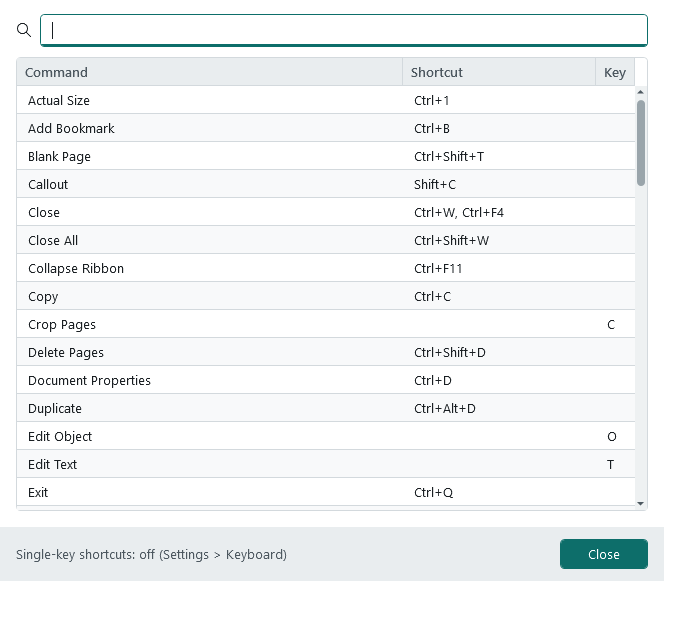 Command Shortcut Key
Actual Size Ctrl+1
Add Bookmark Ctrl+B
Blank Page Ctrl+Shift+T
Callout Shift+C
Close Ctrl+W, Ctrl+F4
Close All Ctrl+Shift+W
Collapse Ribbon Ctrl+F11
Copy Ctrl+C
Crop Pages C
Delete Pages Ctrl+Shift+D
Document Properties Ctrl+D
Duplicate Ctrl+Alt+D
Edit Object O
Edit Text T
Exit Ctrl+Q
Single-key shortcuts: off (Settings > Keyboard) Close